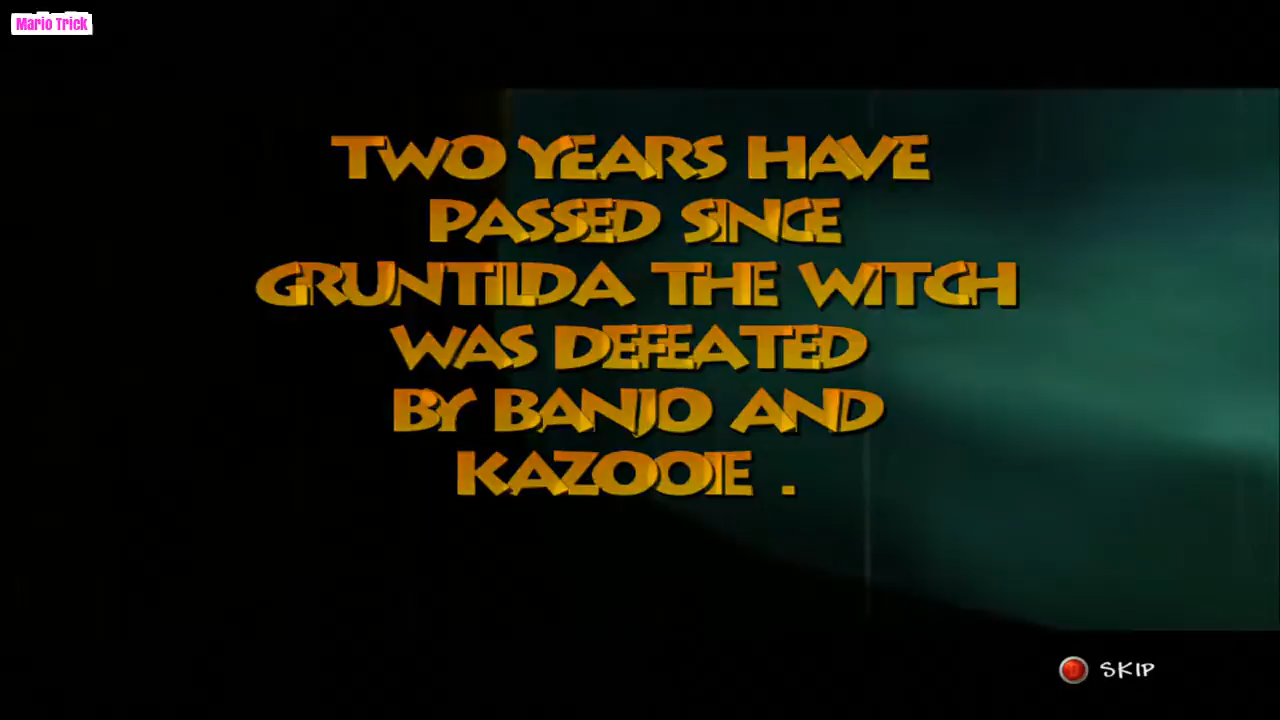 Mario Trick
TWO YEARS HAVE
PASSED SINCE
GRUNTILDA THE WITCH
WAS DEFEATED
BY BANJO AND
KAZOOIE .
SKIP